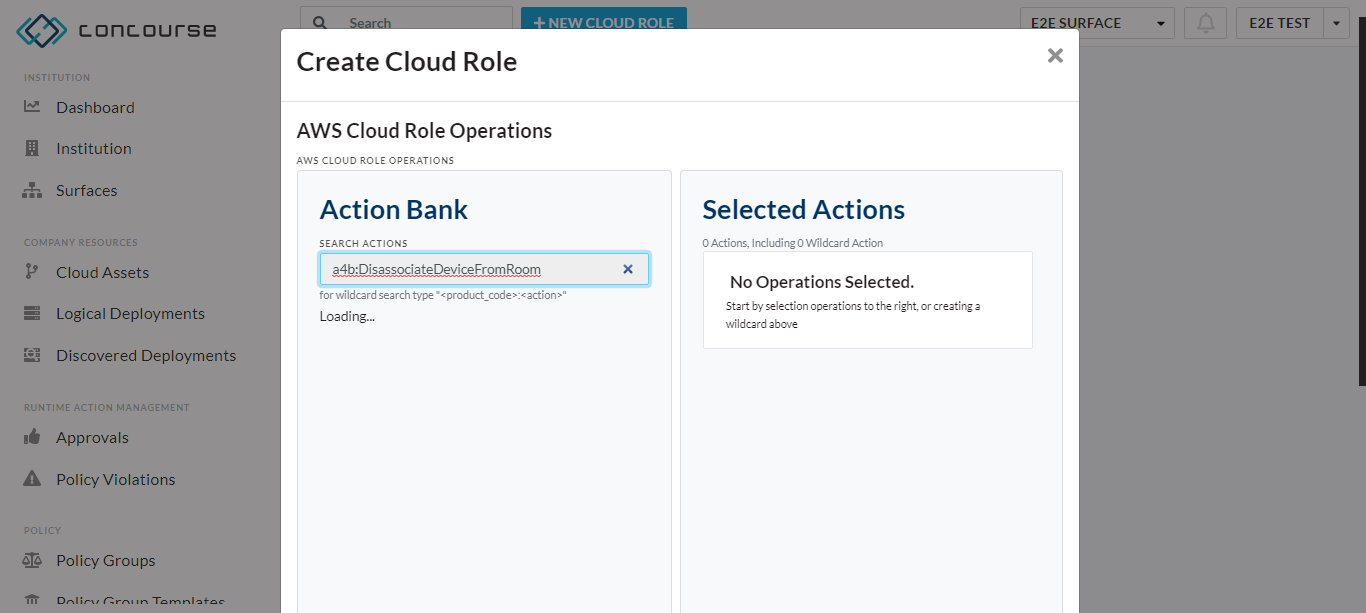 concourse
Search
+ NEW CLOUD ROLE
E2E SURFACE
E2E TEST
INSTITUTION
Dashboard
Institution
Surfaces
COMPANY RESOURCES
Cloud Assets
Logical Deployments
Discovered Deployments
RUNTIME ACTION MANAGEMENT
Approvals
Policy Violations
POLICY
Policy Groups
Policy Group Templates
Create Cloud Role
AWS Cloud Role Operations
AWS CLOUD ROLE OPERATIONS
Action Bank
SEARCH ACTIONS
a4b:DisassociateDeviceFromRoom
for wildcard search type "<product_code>:<action>"
Loading...
Selected Actions
0 Actions, Including 0 Wildcard Action
No Operations Selected.
Start by selection operations to the right, or creating a
wildcard above